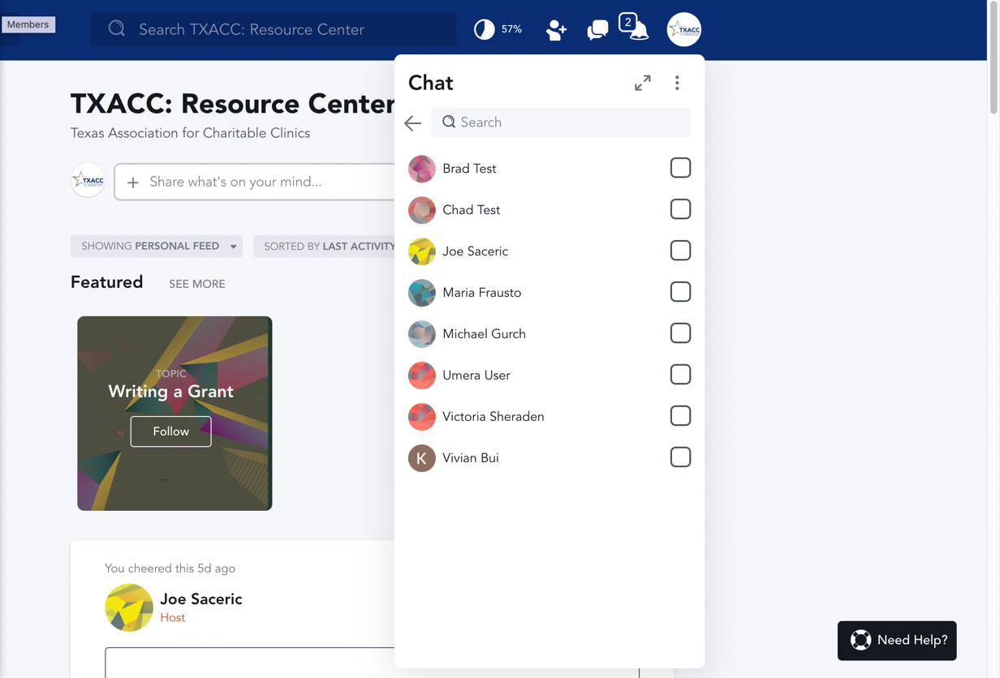 Members
Search TXACC: Resource Center
57%
2
TXACC
Chat
TXACC: Resource Center
Texas Association for Charitable Clinics
Search
TXACC
Share what's on your mind...
Brad Test
Chad Test
Joe Saceric
Maria Frausto
Michael Gurch
Umera User
Victoria Sheraden
K
Vivian Bui
SHOWING PERSONAL FEED
SORTED BY LAST ACTIVITY
Featured
SEE MORE
TOPIC
Writing a Grant
Follow
You cheered this 5d ago
Joe Saceric
Host
Need Help?